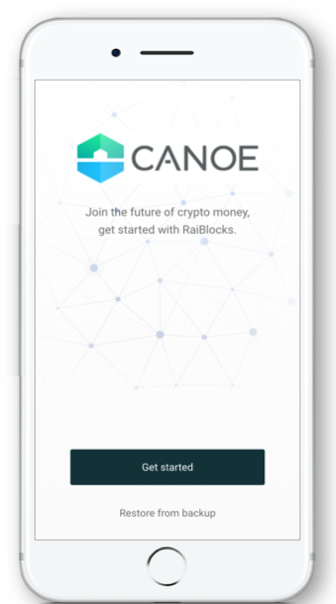 CANOE
Join the future of crypto money,
get started with RaiBlocks.
Get started
Restore from backup